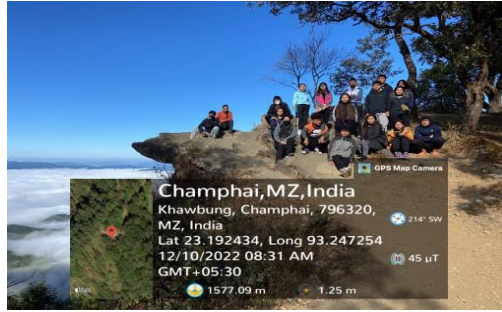 GPS Map Camera
Champhai,MZ,India
Khawbung, Champhai, 796320,
MZ, India
Lat 23.192434, Long 93.247254
12/10/2022 08:31 AM
GMT+05:30
214° SW
45 µT
1577.09 m
1.25 m
Maps